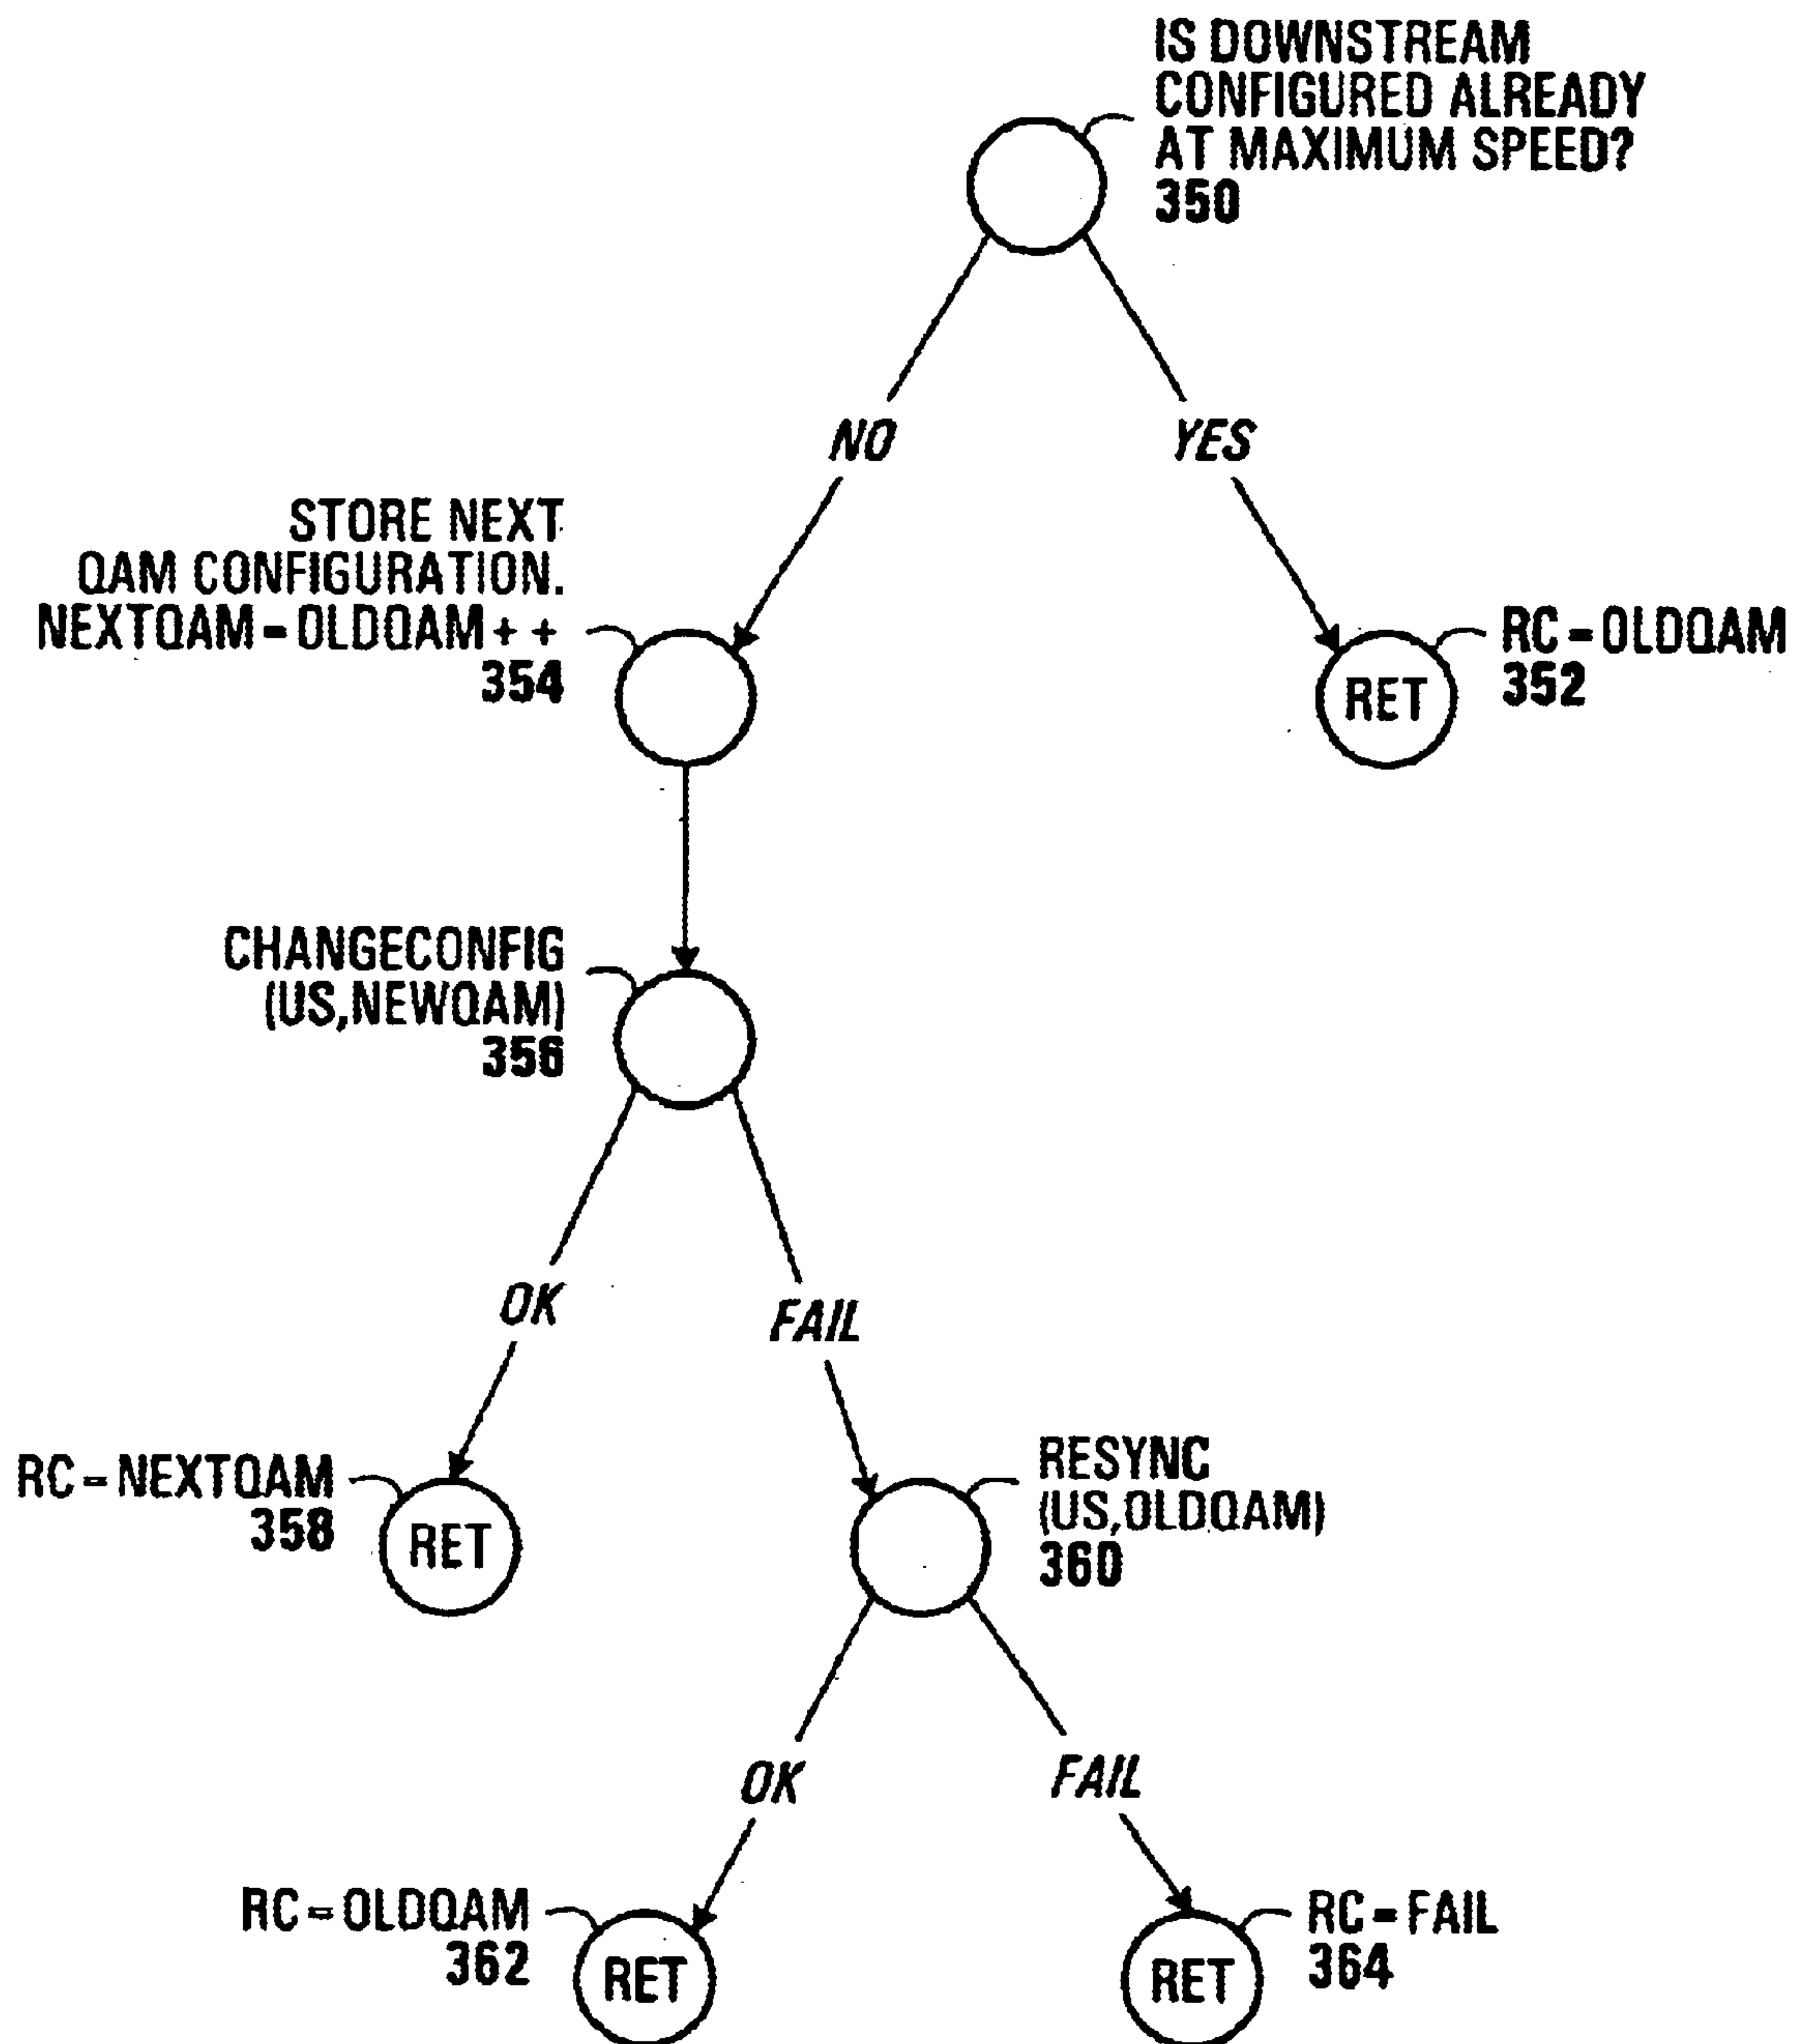 IS DOWNSTREAM
CONFIGURED ALREADY
AT MAXIMUM SPEED?
350
NO
YES
STORE NEXT
QAM CONFIGURATION.
NEXTQAM=OLDQAM++
354
RC=OLDQAM
352
RET
CHANGECONFIG
(US,NEWQAM)
356
OK
FAIL
RC=NEXTQAM
358
RET
RESYNC
(US,OLDQAM)
360
OK
FAIL
RC=OLDQAM
362
RET
RC=FAIL
364
RET